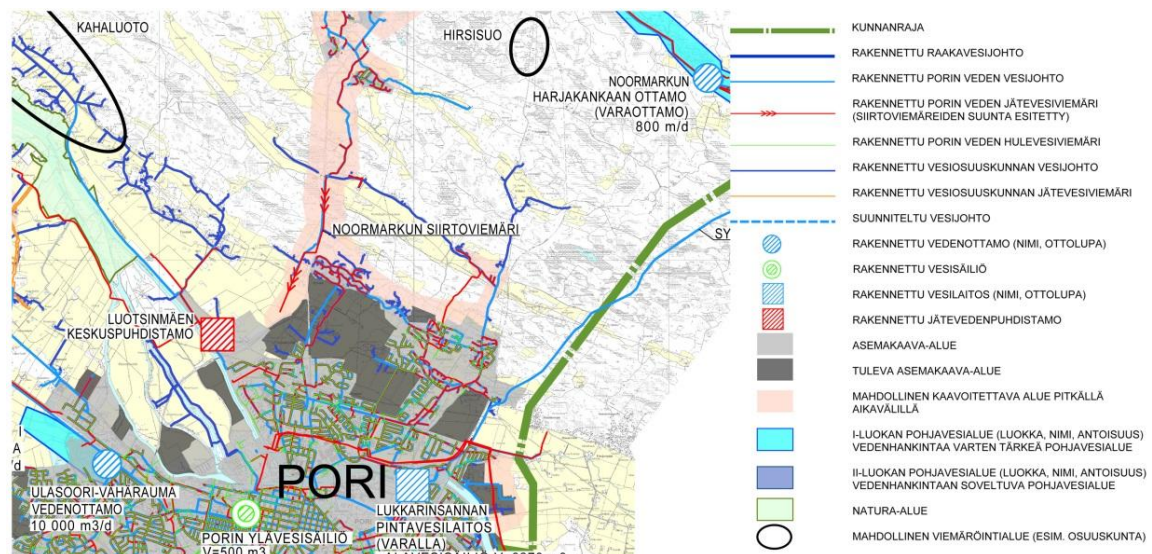 KAHALUOTO
HIRSISUO
NOORMARKUN
HARJAKANKAAN OTTAMO
(VARAOTTAMO)
800 m/d
NOORMARKUN SIIRTOVIEMÄRI
SY
LUOTSINMÄEN
KESKUSPUHDISTAMO
I
A
/d
ULASOORI-VÄHÄRAUMA
VEDENOTTAMO
10 000 m3/d
PORI
PORIN YLÄVESISÄILIÖ
V=500 m3
LUKKARINSANNAN
PINTAVESILAITOS
(VARALLA)
KUNNANRAJA
RAKENNETTU RAAKAVESIJOHTO
RAKENNETTU PORIN VEDEN VESIJOHTO
RAKENNETTU PORIN VEDEN JÄTEVESIVIEMÄRI
(SIIRTOVIEMÄREIDEN SUUNTA ESITETTY)
RAKENNETTU PORIN VEDEN HULEVESIVIEMÄRI
RAKENNETTU VESIOSUUSKUNNAN VESIJOHTO
RAKENNETTU VESIOSUUSKUNNAN JÄTEVESIVIEMÄRI
SUUNNITELTU VESIJOHTO
RAKENNETTU VEDENOTTAMO (NIMI, OTTOLUPA)
RAKENNETTU VESISÄILIÖ
RAKENNETTU VESILAITOS (NIMI, OTTOLUPA)
RAKENNETTU JÄTEVEDENPUHDISTAMO
ASEMAKAAVA-ALUE
TULEVA ASEMAKAAVA-ALUE
MAHDOLLINEN KAAVOITETTAVA ALUE PITKÄLLÄ
AIKAVÄLILLÄ
I-LUOKAN POHJAVESIALUE (LUOKKA, NIMI, ANTOISUUS)
VEDENHANKINTAA VARTEN TÄRKEÄ POHJAVESIALUE
II-LUOKAN POHJAVESIALUE (LUOKKA, NIMI, ANTOISUUS)
VEDENHANKINTAAN SOVELTUVA POHJAVESIALUE
NATURA-ALUE
MAHDOLLINEN VIEMÄRÖINTIALUE (ESIM. OSUUSKUNTA)